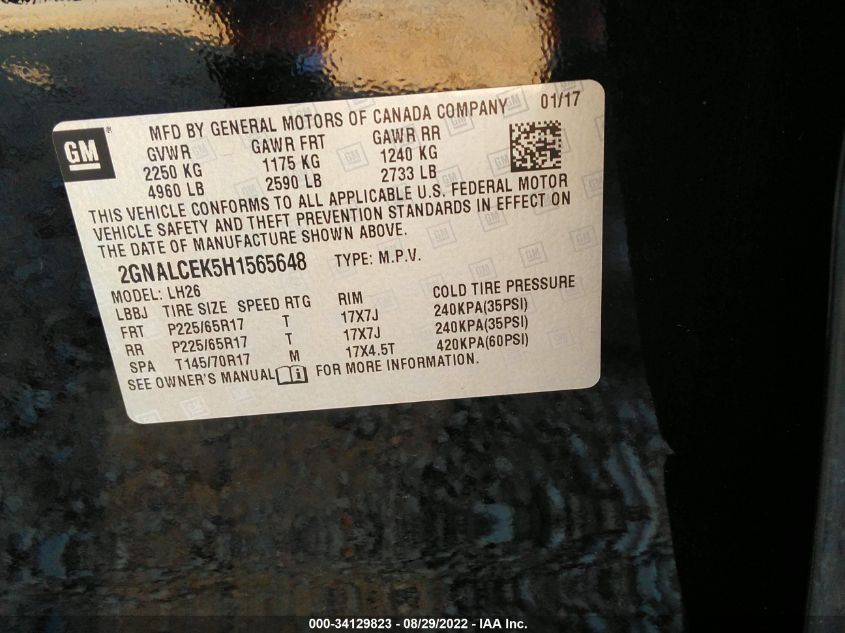 GM
MFD BY GENERAL MOTORS OF CANADA COMPANY 01/17
GVWR GAWR FRT GAWR RR
2250 KG 1175 KG 1240 KG
4960 LB 2590 LB 2733 LB
THIS VEHICLE CONFORMS TO ALL APPLICABLE U.S. FEDERAL MOTOR
VEHICLE SAFETY AND THEFT PREVENTION STANDARDS IN EFFECT ON
THE DATE OF MANUFACTURE SHOWN ABOVE.
2GNALCEK5H1565648 TYPE: M.P.V.
MODEL: LH26
LBBJ TIRE SIZE SPEED RTG RIM COLD TIRE PRESSURE
FRT P225/65R17 T 17X7J 240KPA(35PSI)
RR P225/65R17 T 17X7J 240KPA(35PSI)
SPA T145/70R17 M 17X4.5T 420KPA(60PSI)
SEE OWNER'S MANUAL FOR MORE INFORMATION.
000-34129823 - 08/29/2022 - IAA Inc.